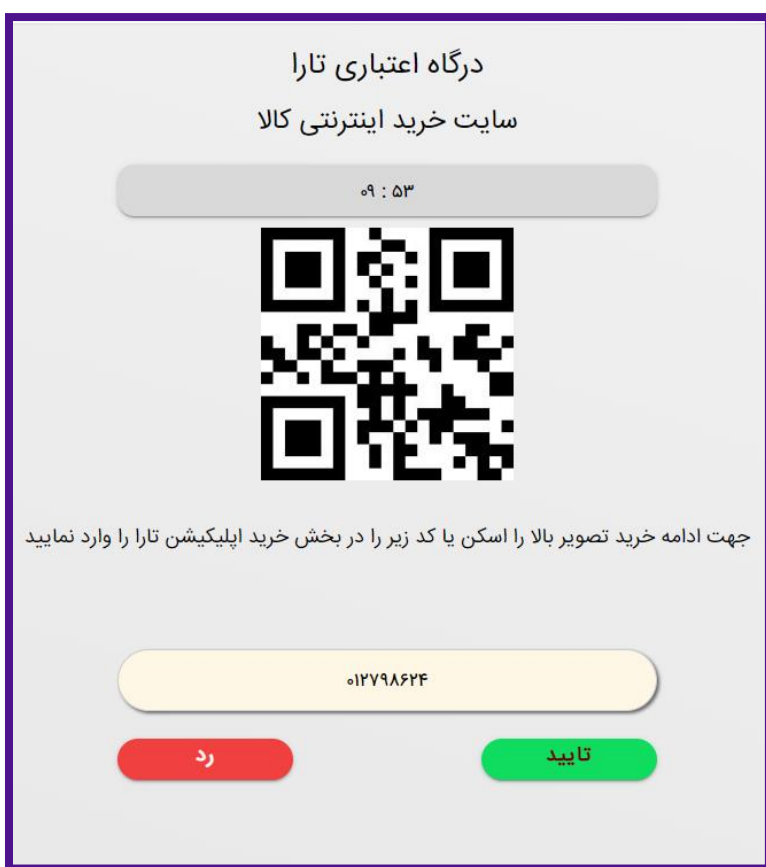 درگاه اعتباری تارا
سایت خرید اینترنتی کالا
۰۹ : ۵۳
جهت ادامه خرید تصویر بالا را اسکن یا کد زیر را در بخش خرید اپلیکیشن تارا را وارد نمایید
۰۱۲۷۹۸۶۲۴
تایید
رد